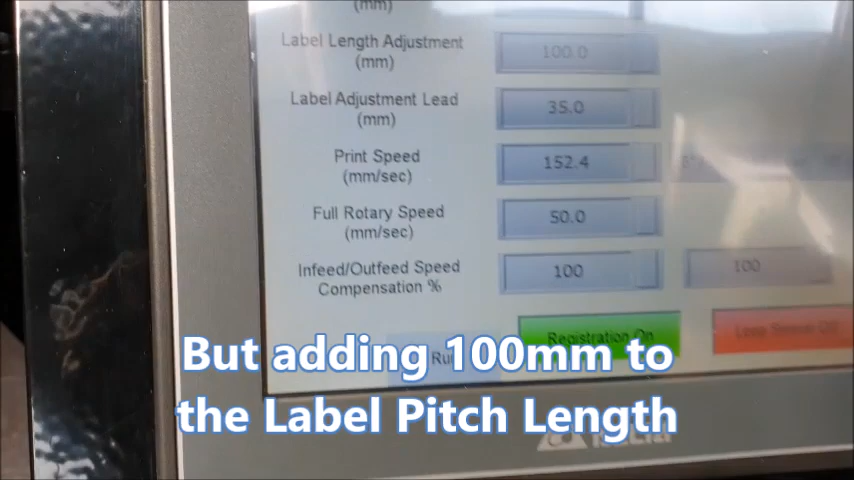 (mm)
Label Length Adjustment
(mm)
100.0
Label Adjustment Lead
(mm)
35.0
Print Speed
(mm/sec)
152.4
Full Rotary Speed
(mm/sec)
50.0
Infeed/Outfeed Speed
Compensation %
100
100
Registration On
But adding 100mm to
the Label Pitch Length